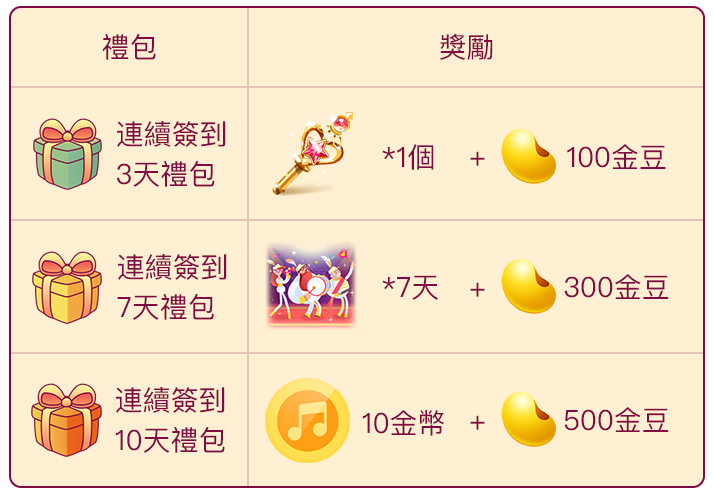 禮包
獎勵
連續簽到
3天禮包
*1個
+
100金豆
連續簽到
7天禮包
*7天
+
300金豆
連續簽到
10天禮包
10金幣
+
500金豆